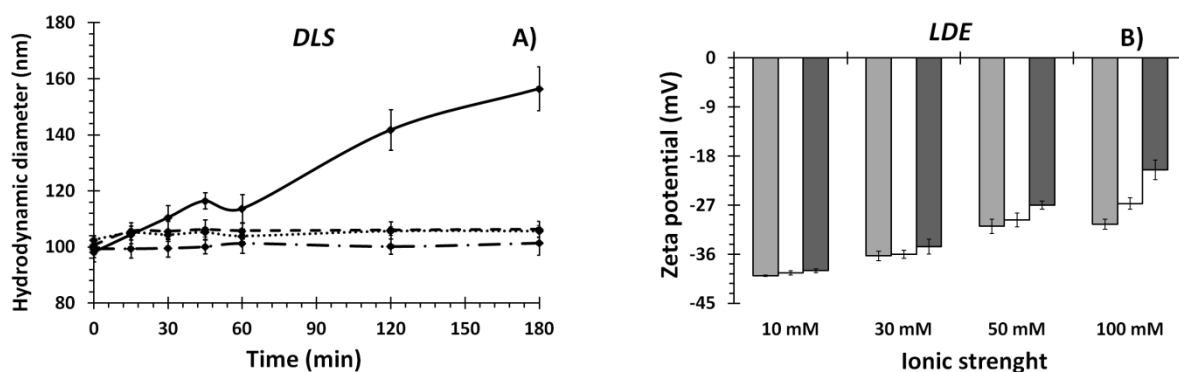 DLS
A)
Hydrodynamic diameter (nm)
180
160
140
120
100
80
0
30
60
90
120
150
180
Time (min)
LDE
B)
Zeta potential (mV)
0
-9
-18
-27
-36
-45
10 mM
30 mM
50 mM
100 mM
Ionic strenght